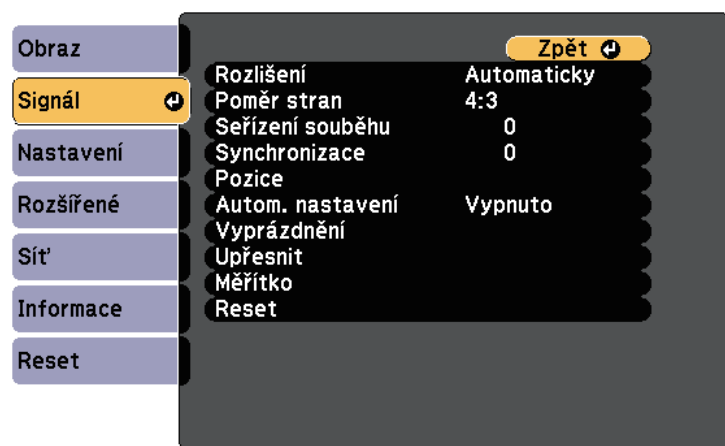 Obraz
Signál
Nastavení
Rozšířené
Síť
Informace
Reset
Zpět
Rozlišení Automaticky
Poměr stran 4:3
Seřízení souběhu 0
Synchronizace 0
Pozice
Autom. nastavení Vypnuto
Vyprázdnění
Upřesnit
Měřítko
Reset